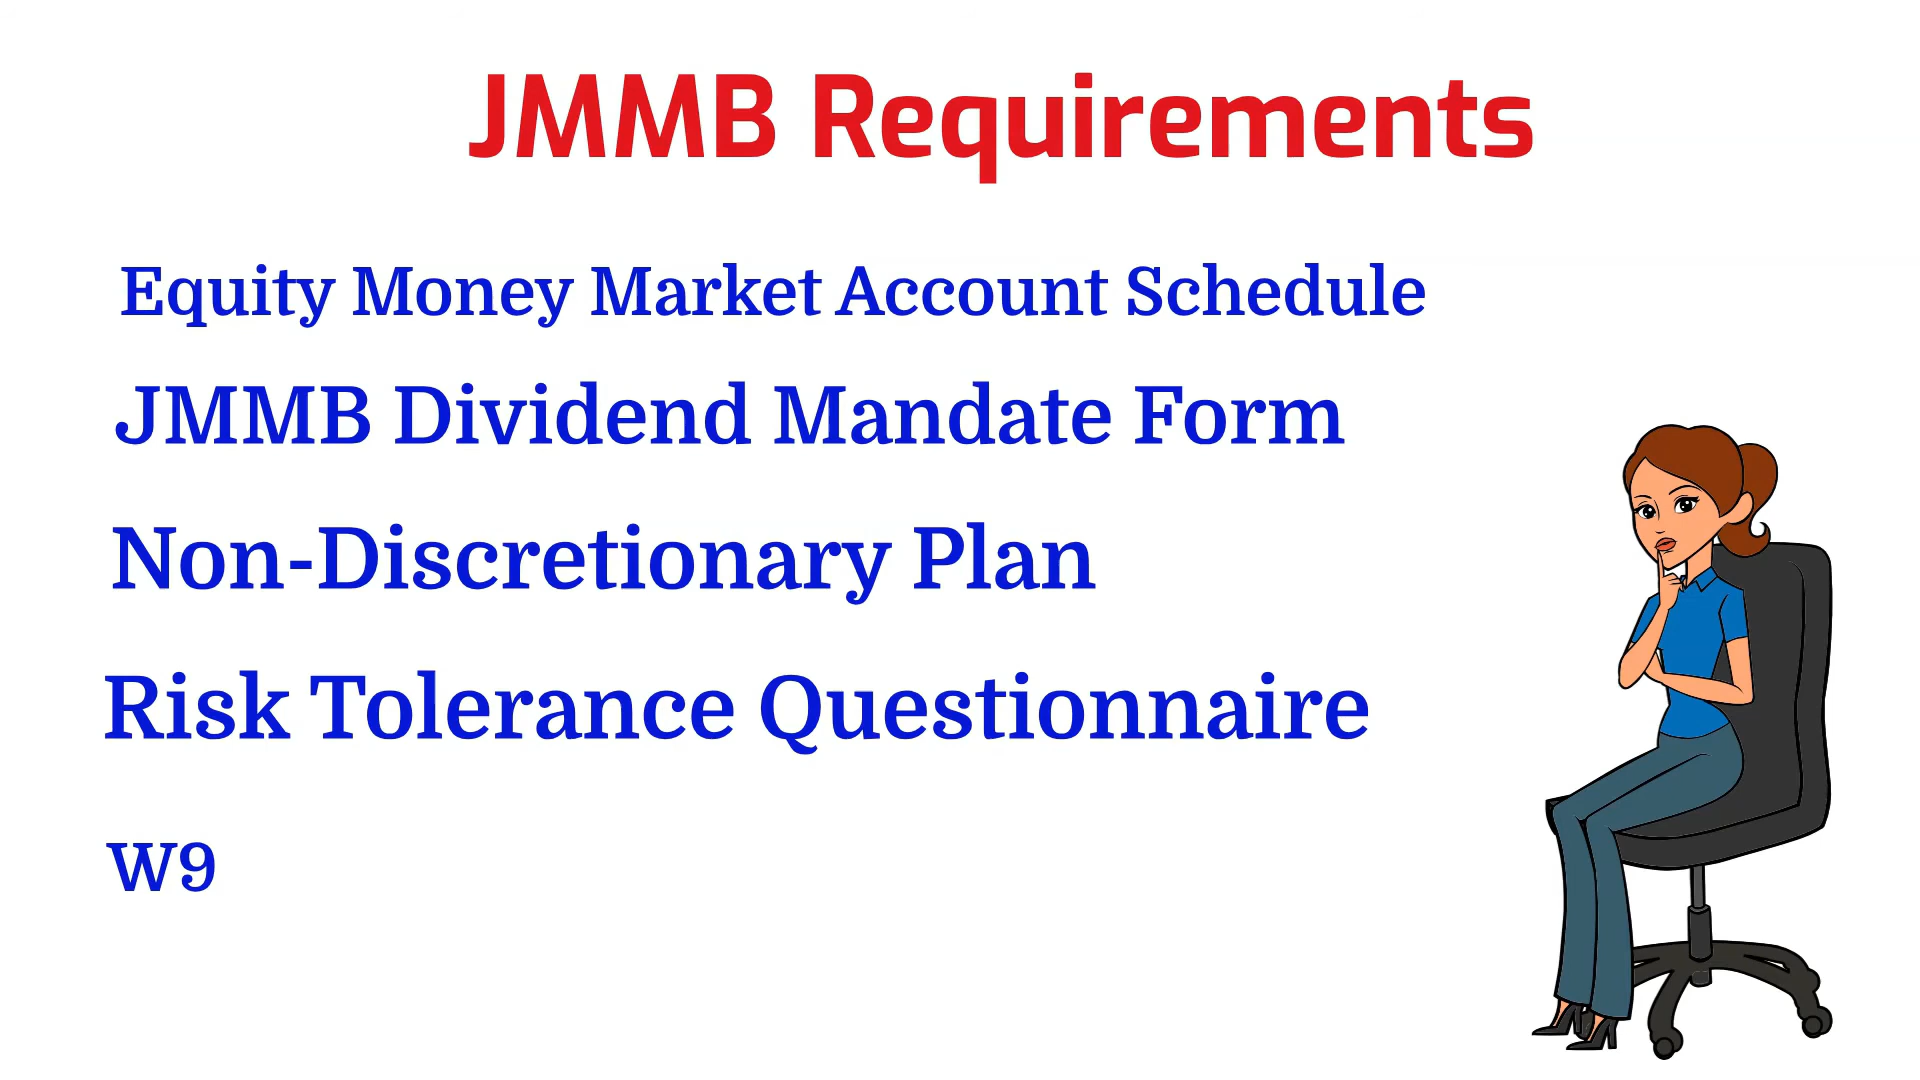 JMMB Requirements
Equity Money Market Account Schedule
JMMB Dividend Mandate Form
Non-Discretionary Plan
Risk Tolerance Questionnaire
W9